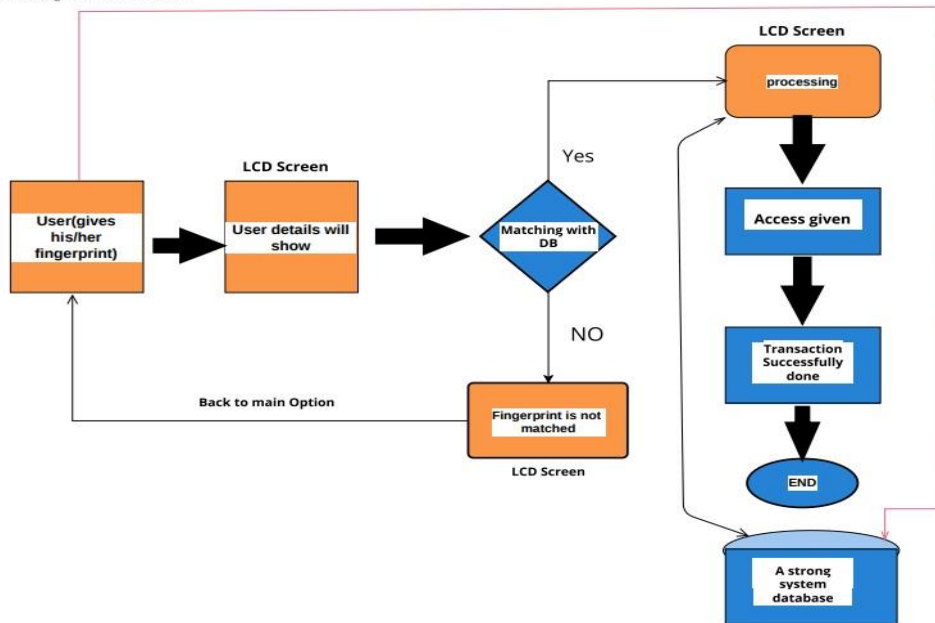 LCD Screen
processing
Yes
LCD Screen
User(gives
his/her
fingerprint)
User details will
show
Matching with
DB
Access given
NO
Transaction
Successfully
done
Back to main Option
Fingerprint is not
matched
LCD Screen
END
A strong
system
database